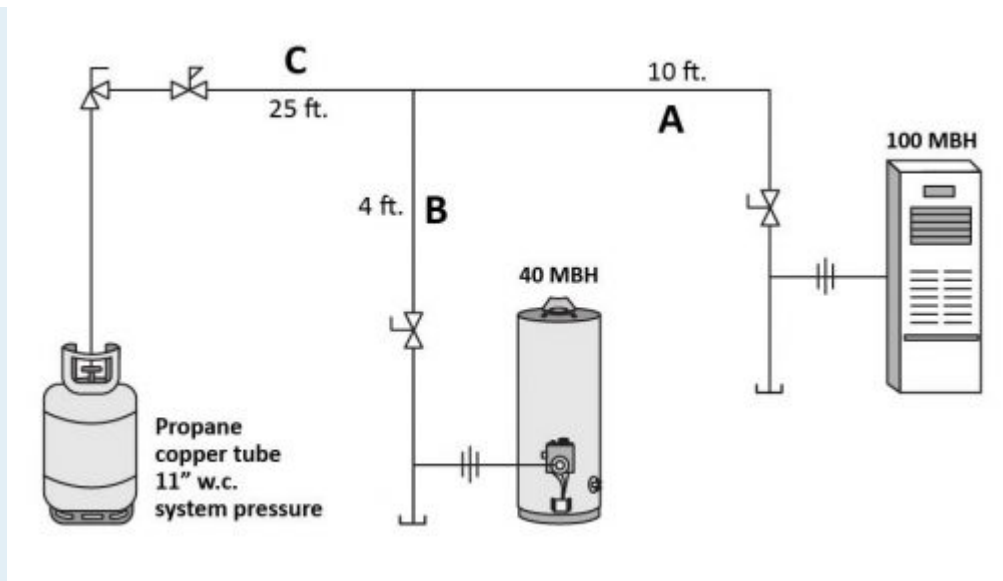 C
25 ft.
10 ft.
A
100 MBH
4 ft. B
40 MBH
Propane
copper tube
11” w.c.
system pressure